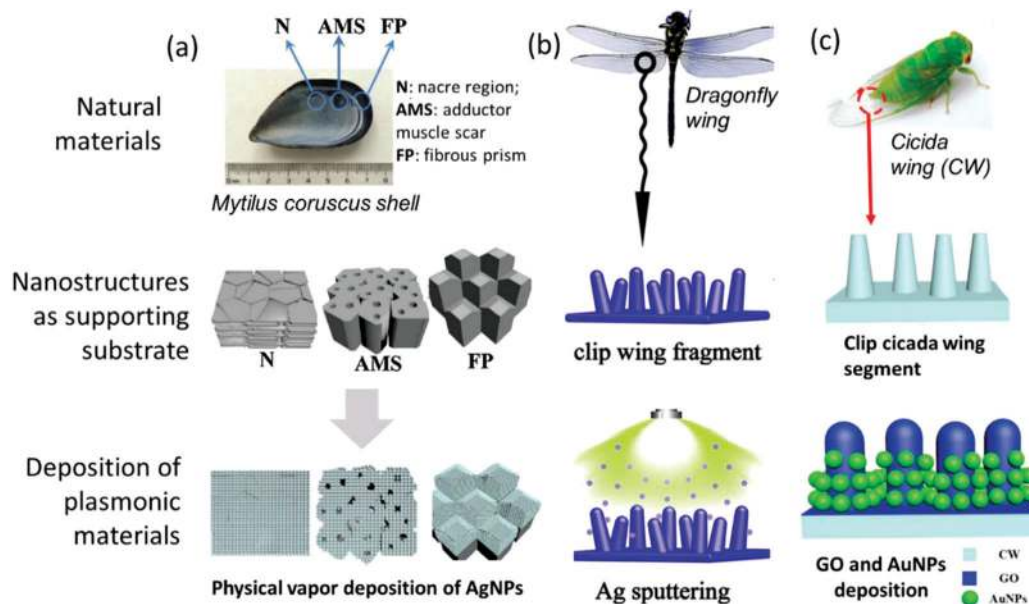 (a)
N AMS FP
N: nacre region;
AMS: adductor
muscle scar
FP: fibrous prism
Mytilus coruscus shell
(b)
Dragonfly
wing
(c)
Cicida
wing (CW)
Natural
materials
Nanostructures
as supporting
substrate
N
AMS
FP
clip wing fragment
Clip cicada wing
segment
Deposition of
plasmonic
materials
Physical vapor deposition of AgNPs
Ag sputtering
GO and AuNPs
deposition
CW
GO
AuNPs